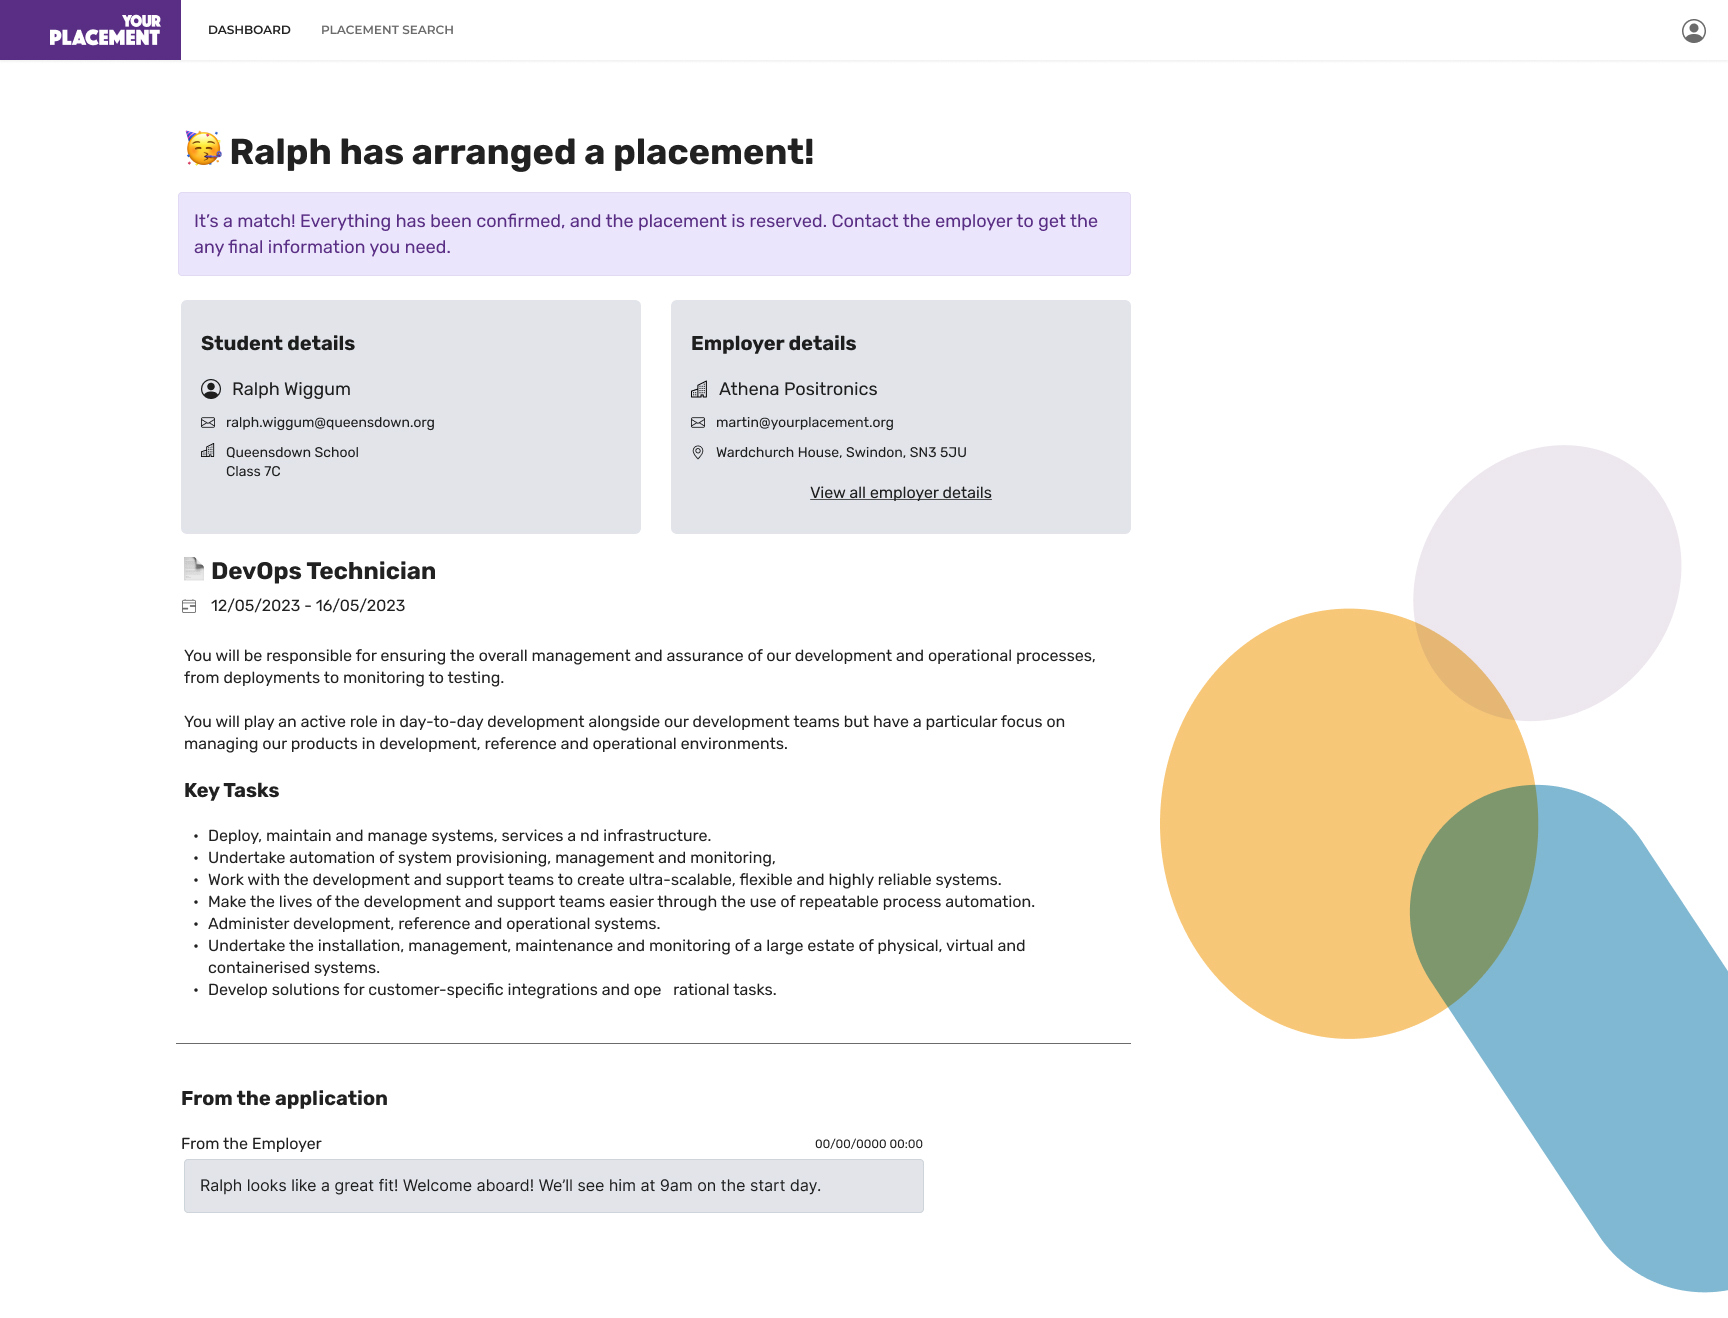 YOUR
PLACEMENT
DASHBOARD
PLACEMENT SEARCH
Ralph has arranged a placement!
It's a match! Everything has been confirmed, and the placement is reserved. Contact the employer to get the
any final information you need.
Student details
Ralph Wiggum
ralph.wiggum@queensdown.org
Queensdown School
Class 7C
Employer details
Athena Positronics
martin@yourplacement.org
Wardchurch House, Swindon, SN3 5JU
View all employer details
DevOps Technician
12/05/2023 - 16/05/2023
You will be responsible for ensuring the overall management and assurance of our development and operational processes,
from deployments to monitoring to testing.
You will play an active role in day-to-day development alongside our development teams but have a particular focus on
managing our products in development, reference and operational environments.
Key Tasks
• Deploy, maintain and manage systems, services a nd infrastructure.
• Undertake automation of system provisioning, management and monitoring,
• Work with the development and support teams to create ultra-scalable, flexible and highly reliable systems.
• Make the lives of the development and support teams easier through the use of repeatable process automation.
• Administer development, reference and operational systems.
• Undertake the installation, management, maintenance and monitoring of a large estate of physical, virtual and
containerised systems.
• Develop solutions for customer-specific integrations and ope rational tasks.
From the application
From the Employer
00/00/0000 00:00
Ralph looks like a great fit! Welcome aboard! We'll see him at 9am on the start day.